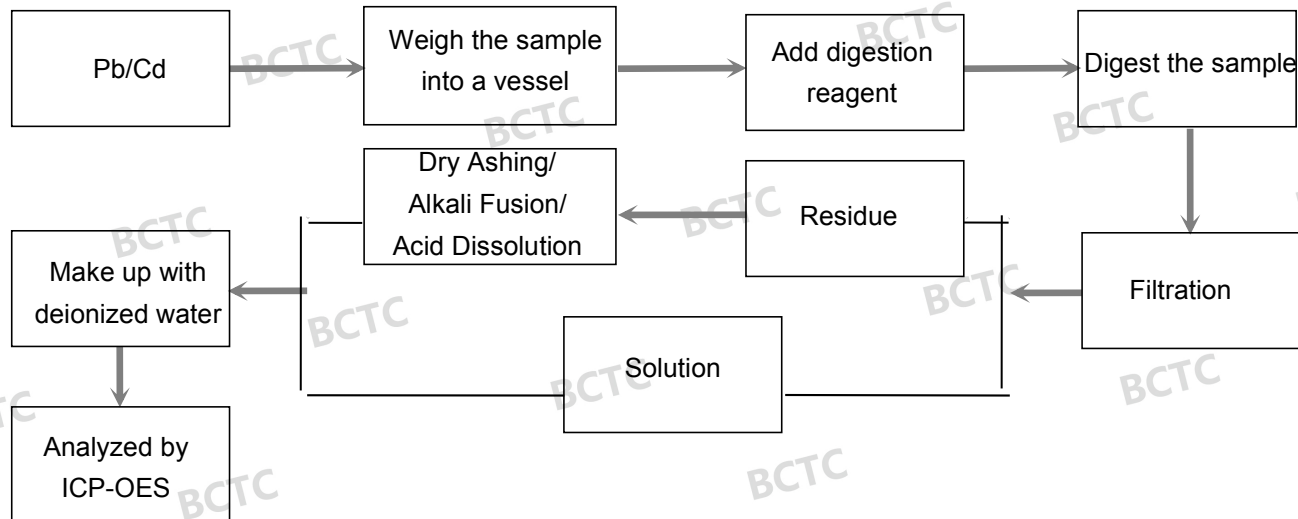 Pb/Cd
Weigh the sample
into a vessel
Add digestion
reagent
Digest the sample
Dry Ashing/
Alkali Fusion/
Acid Dissolution
Residue
Filtration
Make up with
deionized water
Solution
Analyzed by
ICP-OES
BCTC
BCTC
BCTC
BCTC
BCTC
BCTC
BCTC
BCTC
BCTC
BCTC
BCTC
BCTC